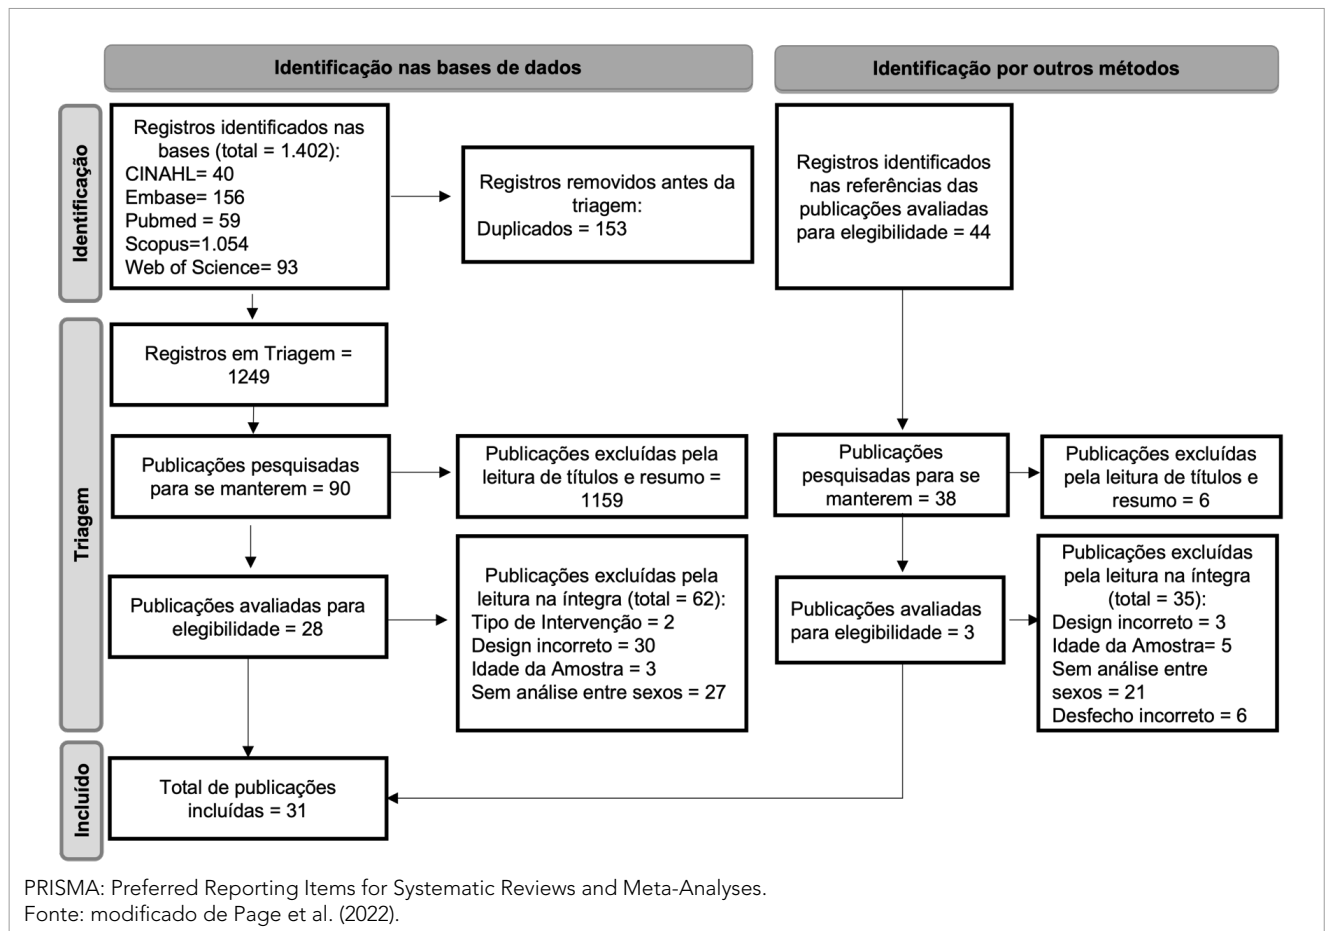 Identificação nas bases de dados
Identificação por outros métodos
Identificação
Registros identificados nas
bases (total = 1.402):
CINAHL= 40
Embase= 156
Pubmed = 59
Scopus=1.054
Web of Science= 93
Registros removidos antes da
triagem:
Duplicados = 153
Registros identificados
nas referências das
publicações avaliadas
para elegibilidade = 44
Triagem
Registros em Triagem =
1249
Publicações pesquisadas
para se manterem = 90
Publicações excluídas pela
leitura de títulos e resumo =
1159
Publicações
pesquisadas para se
manterem = 38
Publicações excluídas
pela leitura de títulos e
resumo = 6
Publicações avaliadas para
elegibilidade = 28
Publicações excluídas pela
leitura na íntegra (total = 62):
Tipo de Intervenção = 2
Design incorreto = 30
Idade da Amostra = 3
Sem análise entre sexos = 27
Publicações avaliadas
para elegibilidade = 3
Publicações excluídas
pela leitura na íntegra
(total = 35):
Design incorreto = 3
Idade da Amostra= 5
Sem análise entre
sexos = 21
Desfecho incorreto = 6
Incluído
Total de publicações
incluídas = 31
PRISMA: Preferred Reporting Items for Systematic Reviews and Meta-Analyses.
Fonte: modificado de Page et al. (2022).